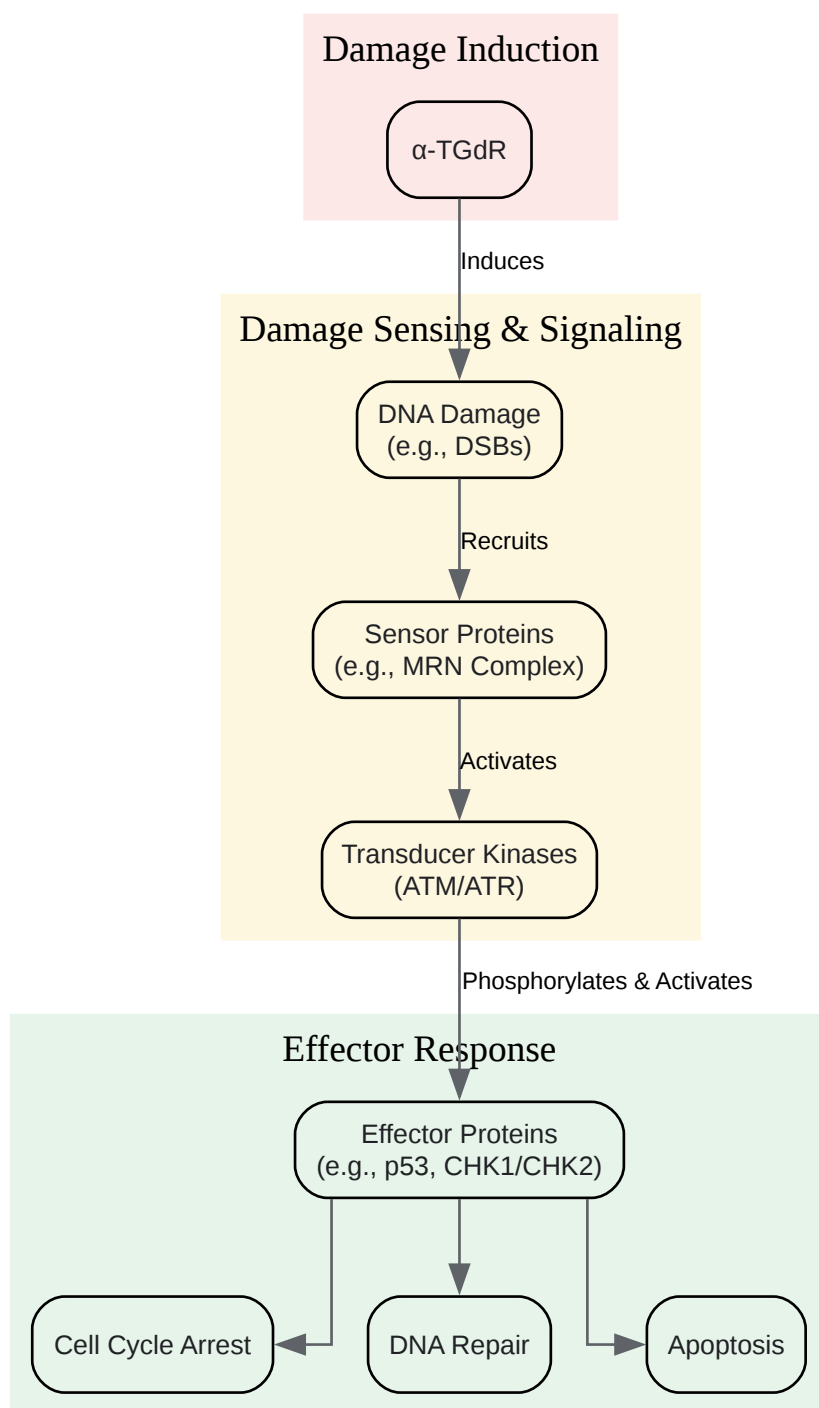 Damage Induction
α-TGdR
Induces
Damage Sensing & Signaling
DNA Damage
(e.g., DSBs)
Recruits
Sensor Proteins
(e.g., MRN Complex)
Activates
Transducer Kinases
(ATM/ATR)
Phosphorylates & Activates
Effector Response
Effector Proteins
(e.g., p53, CHK1/CHK2)
Cell Cycle Arrest
DNA Repair
Apoptosis